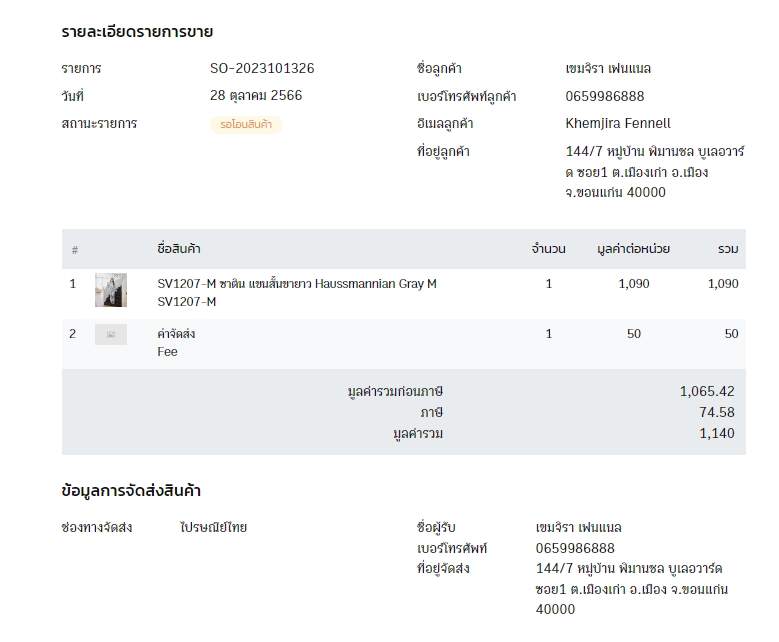 รายละเอียดรายการขาย
รายการ SO-2023101326
วันที่ 28 ตุลาคม 2566
สถานะรายการ รอโอนสินค้า
ชื่อลูกค้า เขมจิรา เฟนแนล
เบอร์โทรศัพท์ลูกค้า 0659986888
อีเมลลูกค้า Khemjira Fennell
ที่อยู่ลูกค้า 144/7 หมู่บ้าน พิมานชล บูเลอวาร์
ด ซอย1 ต.เมืองเก่า อ.เมือง
จ.ขอนแก่น 40000
# ชื่อสินค้า จำนวน มูลค่าต่อหน่วย รวม
1 SV1207-M ซาติน แขนสั้นขายาว Haussmannian Gray M 1 1,090 1,090
SV1207-M
2 ค่าจัดส่ง 1 50 50
Fee
มูลค่ารวมก่อนภาษี 1,065.42
ภาษี 74.58
มูลค่ารวม 1,140
ข้อมูลการจัดส่งสินค้า
ช่องทางจัดส่ง ไปรษณีย์ไทย
ชื่อผู้รับ เขมจิรา เฟนแนล
เบอร์โทรศัพท์ 0659986888
ที่อยู่จัดส่ง 144/7 หมู่บ้าน พิมานชล บูเลอวาร์ด
ซอย1 ต.เมืองเก่า อ.เมือง จ.ขอนแก่น
40000